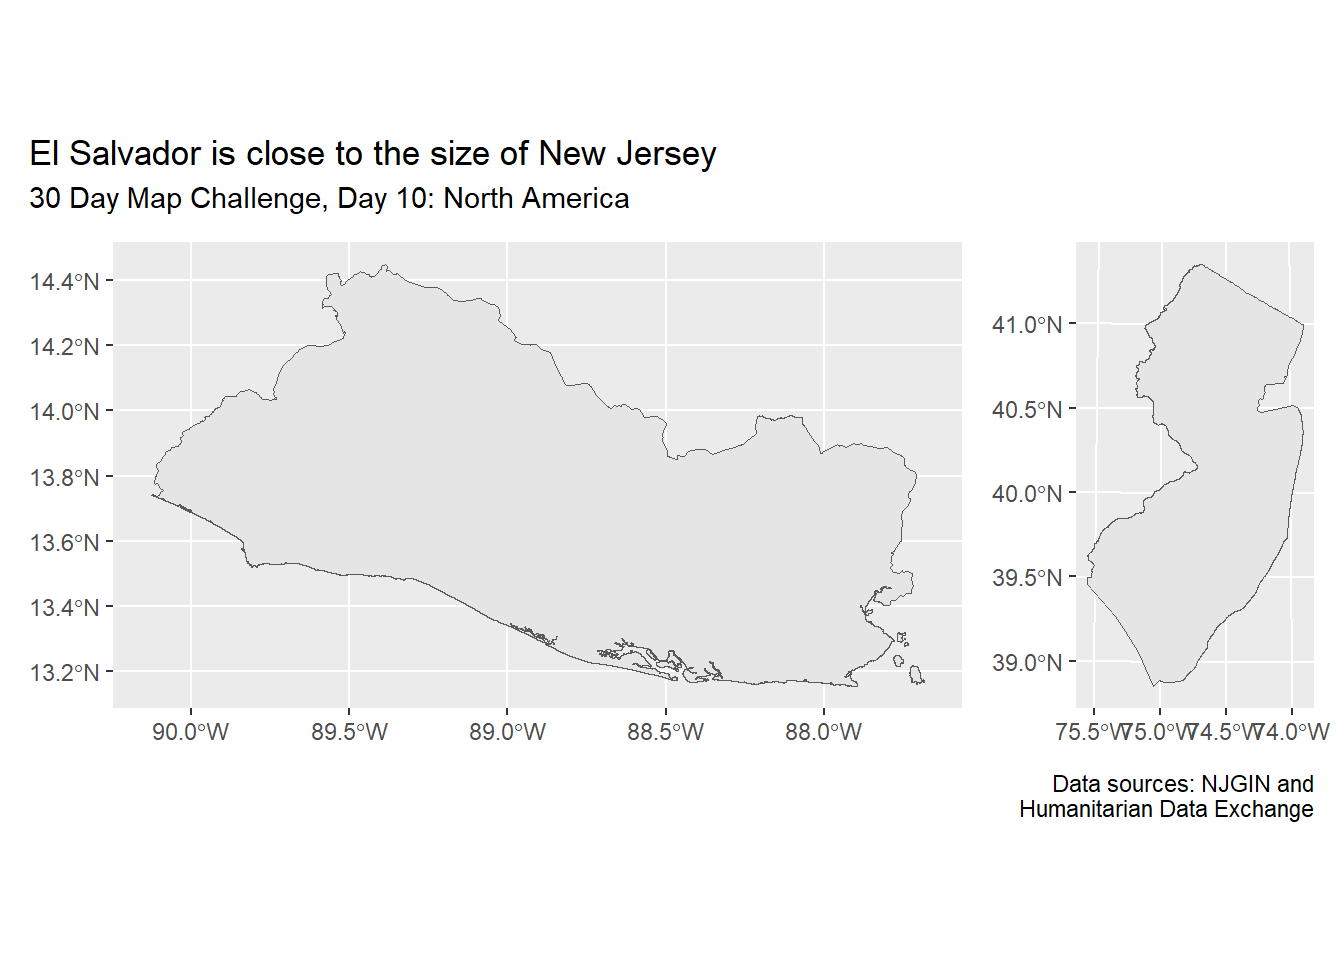 El Salvador is close to the size of New Jersey
30 Day Map Challenge, Day 10: North America
14.4°N
14.2°N
14.0°N
13.8°N
13.6°N
13.4°N
13.2°N
90.0°W 89.5°W 89.0°W 88.5°W 88.0°W
41.0°N
40.5°N
40.0°N
39.5°N
39.0°N
75.5°W 75.0°W 74.5°W 74.0°W
Data sources: NJGIN and
Humanitarian Data Exchange